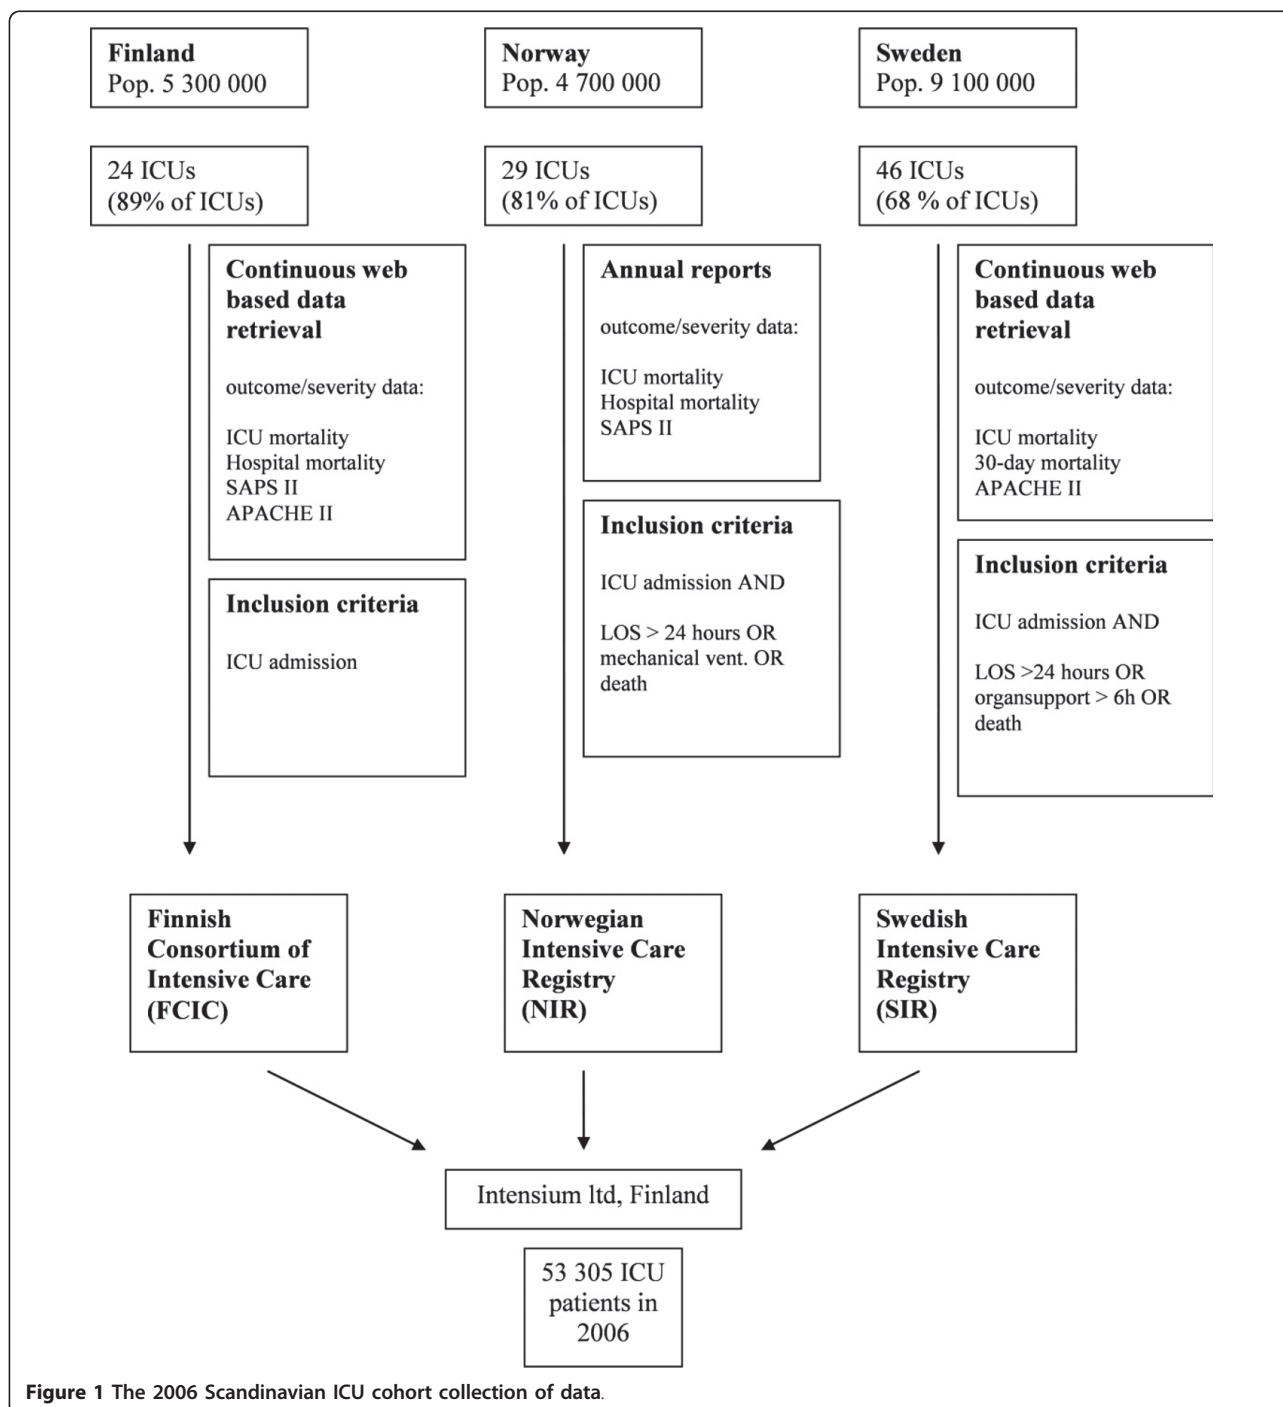 Finland
Pop. 5 300 000
Norway
Pop. 4 700 000
Sweden
Pop. 9 100 000
24 ICUs
(89% of ICUs)
29 ICUs
(81% of ICUs)
46 ICUs
(68 % of ICUs)
Continuous web
based data
retrieval
outcome/severity data:
ICU mortality
Hospital mortality
SAPS II
APACHE II
Annual reports
outcome/severity data:
ICU mortality
Hospital mortality
SAPS II
Continuous web
based data
retrieval
outcome/severity data:
ICU mortality
30-day mortality
APACHE II
Inclusion criteria
ICU admission
Inclusion criteria
ICU admission AND
LOS > 24 hours OR
mechanical vent. OR
death
Inclusion criteria
ICU admission AND
LOS >24 hours OR
organsupport > 6h OR
death
Finnish
Consortium of
Intensive Care
(FCIC)
Norwegian
Intensive Care
Registry
(NIR)
Swedish
Intensive Care
Registry
(SIR)
Intensium ltd, Finland
53 305 ICU
patients in
2006
Figure 1 The 2006 Scandinavian ICU cohort collection of data.